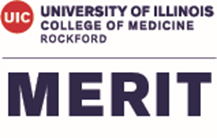 UIC
UNIVERSITY OF ILLINOIS
COLLEGE OF MEDICINE
ROCKFORD
MERIT